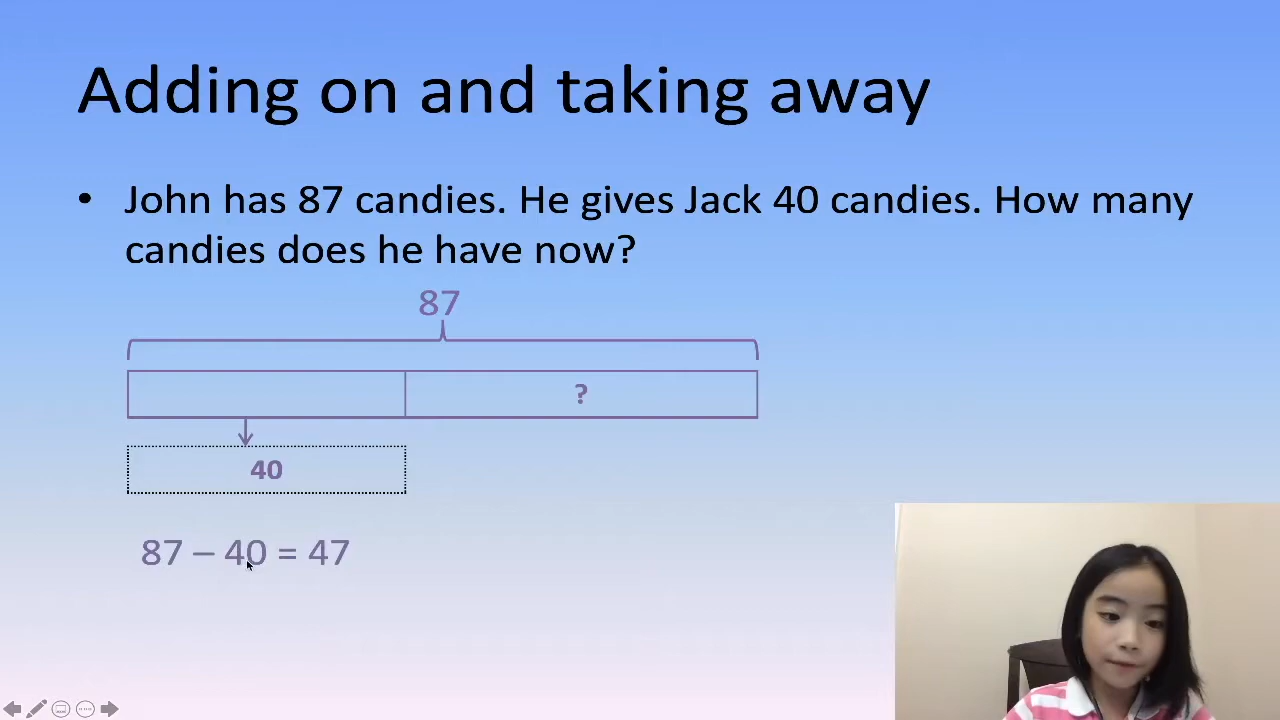 Adding on and taking away
• John has 87 candies. He gives Jack 40 candies. How many
candies does he have now?
87
?
40
87 – 40 = 47